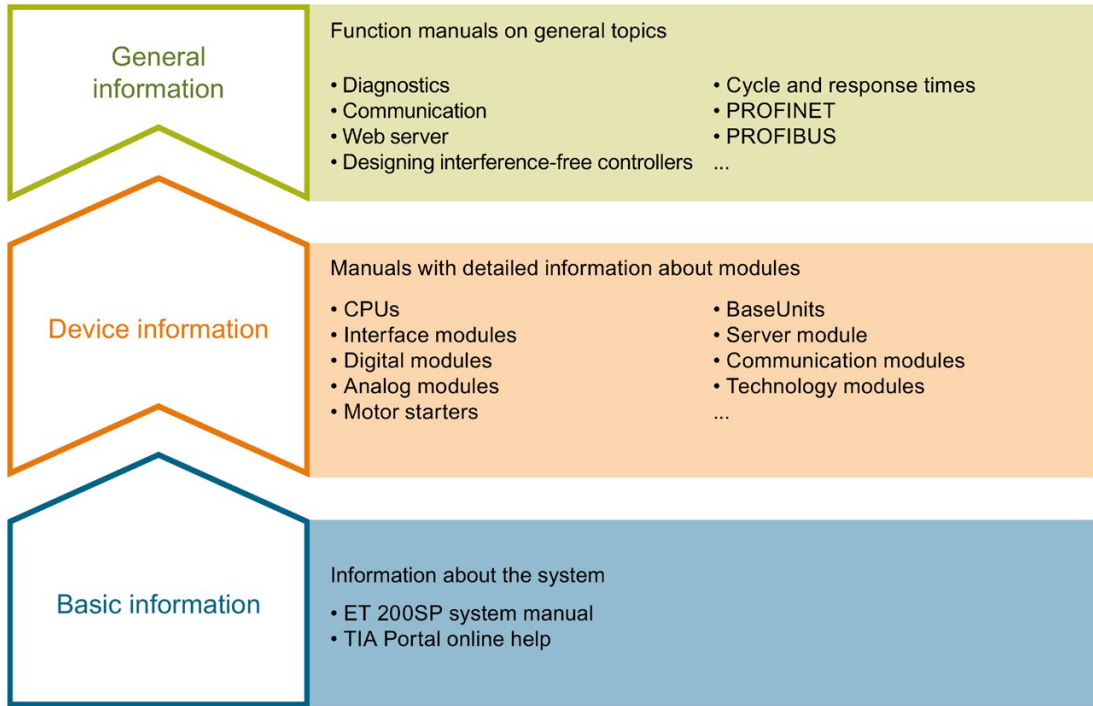 General
information
Function manuals on general topics
• Diagnostics
• Communication
• Web server
• Designing interference-free controllers
• Cycle and response times
• PROFINET
• PROFIBUS
...
Device information
Manuals with detailed information about modules
• CPUs
• Interface modules
• Digital modules
• Analog modules
• Motor starters
• BaseUnits
• Server module
• Communication modules
• Technology modules
...
Basic information
Information about the system
• ET 200SP system manual
• TIA Portal online help